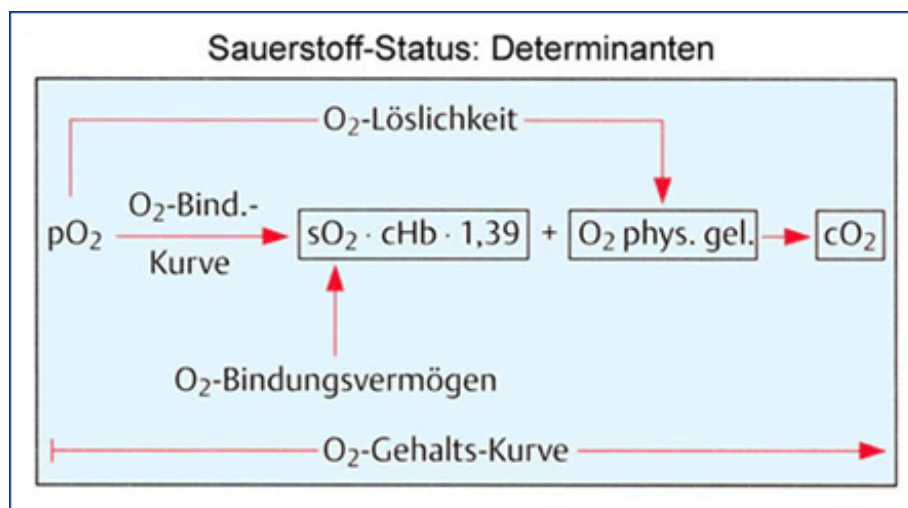 Sauerstoff-Status: Determinanten
O₂-Löslichkeit
O₂-Bind.-
pO₂
Kurve
sO₂ · cHb · 1,39 + O₂ phys. gel. cO₂
O₂-Bindungsvermögen
O₂-Gehalts-Kurve